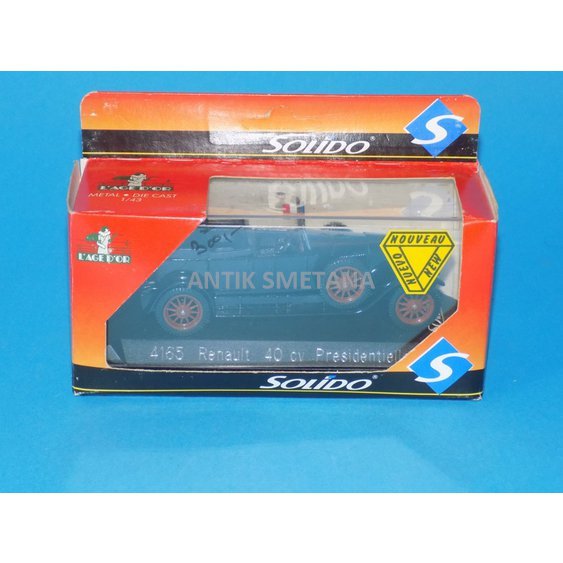 SOLIDO®
S
L'AGE D'OR
METAL • DIE CAST
1/43
L'AGE D'OR
300,-
NOUVEAU
NUEVO
NEW
ANTIK SMETANA
4165 Renault 40 cv Presidentielle
SOLIDO®
S